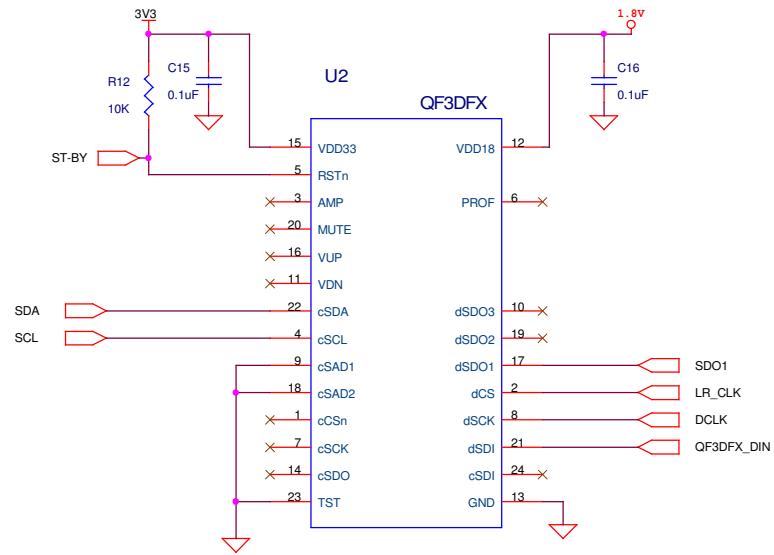 3V3
1.8V
C15
0.1uF
R12
10K
U2
QF3DFX
C16
0.1uF
ST-BY
15 VDD33
VDD18 12
5 RSTn
3 AMP
PROF 6
20 MUTE
16 VUP
11 VDN
SDA
22 cSDA
dSDO3 10
SCL
4 cSCL
dSDO2 19
9 cSAD1
dSDO1 17
SDO1
18 cSAD2
dCS 2
LR_CLK
1 cCSn
dSCK 8
DCLK
7 cSCK
dSDI 21
QF3DFX_DIN
14 cSDO
cSDI 24
23 TST
GND 13